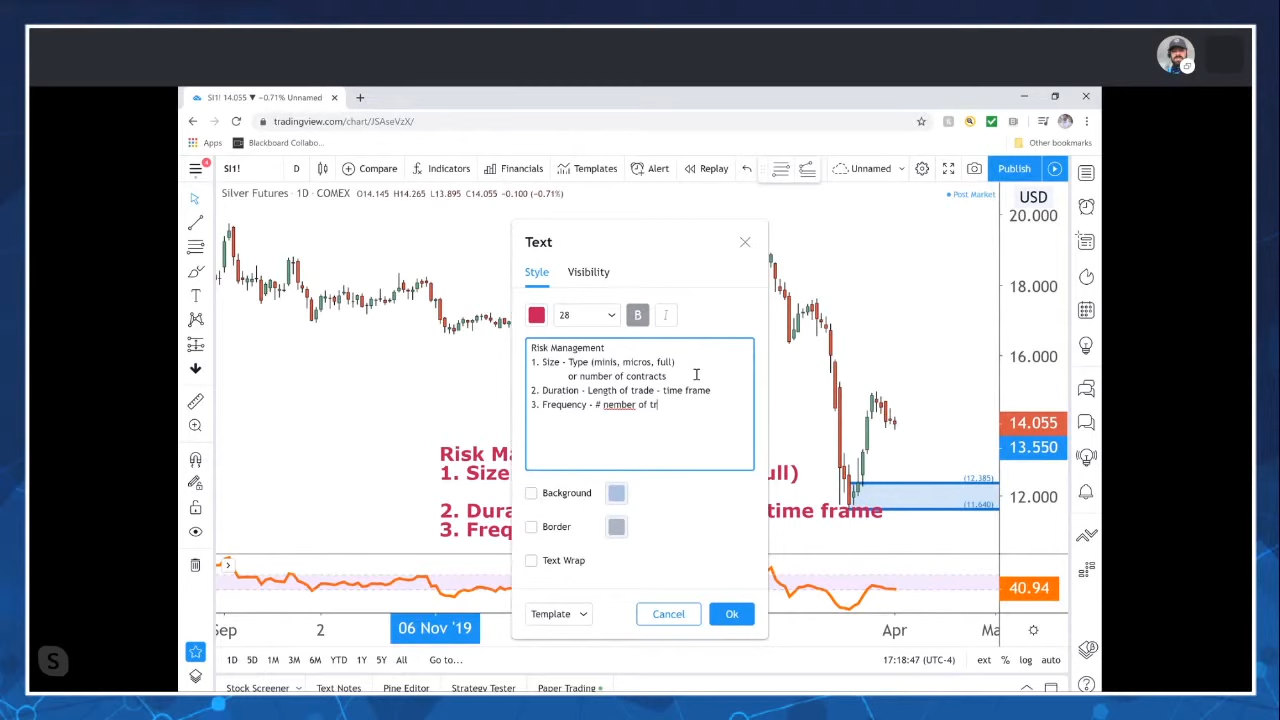 SI1! 14.055 ▼ −0.71% Unnamed
tradingview.com/chart/JSAseVzX/
Apps Blackboard Collabo... Other bookmarks
SI1! D Compare Indicators Financials Templates Alert Replay Unnamed Publish
Silver Futures · 1D · COMEX O14.145 H14.265 L13.895 C14.055 −0.100 (−0.71%) Post Market USD
20.000
18.000
16.000
14.055
13.550
12.000
(12.385)
(11.640)
Text
Style Visibility
28 B I
Risk Management
1. Size - Type (minis, micros, full)
or number of contracts
2. Duration - Length of trade - time frame
3. Frequency - # nember of tr
Risk M
1. Size ull)
2. Dura time frame
3. Freq
Background
Border
Text Wrap
Template Cancel Ok
40.94
Sep 2 06 Nov '19 Apr Ma
1D 5D 1M 3M 6M YTD 1Y 5Y All Go to... 17:18:47 (UTC-4) ext % log auto
Stock Screener Text Notes Pine Editor Strategy Tester Paper Trading